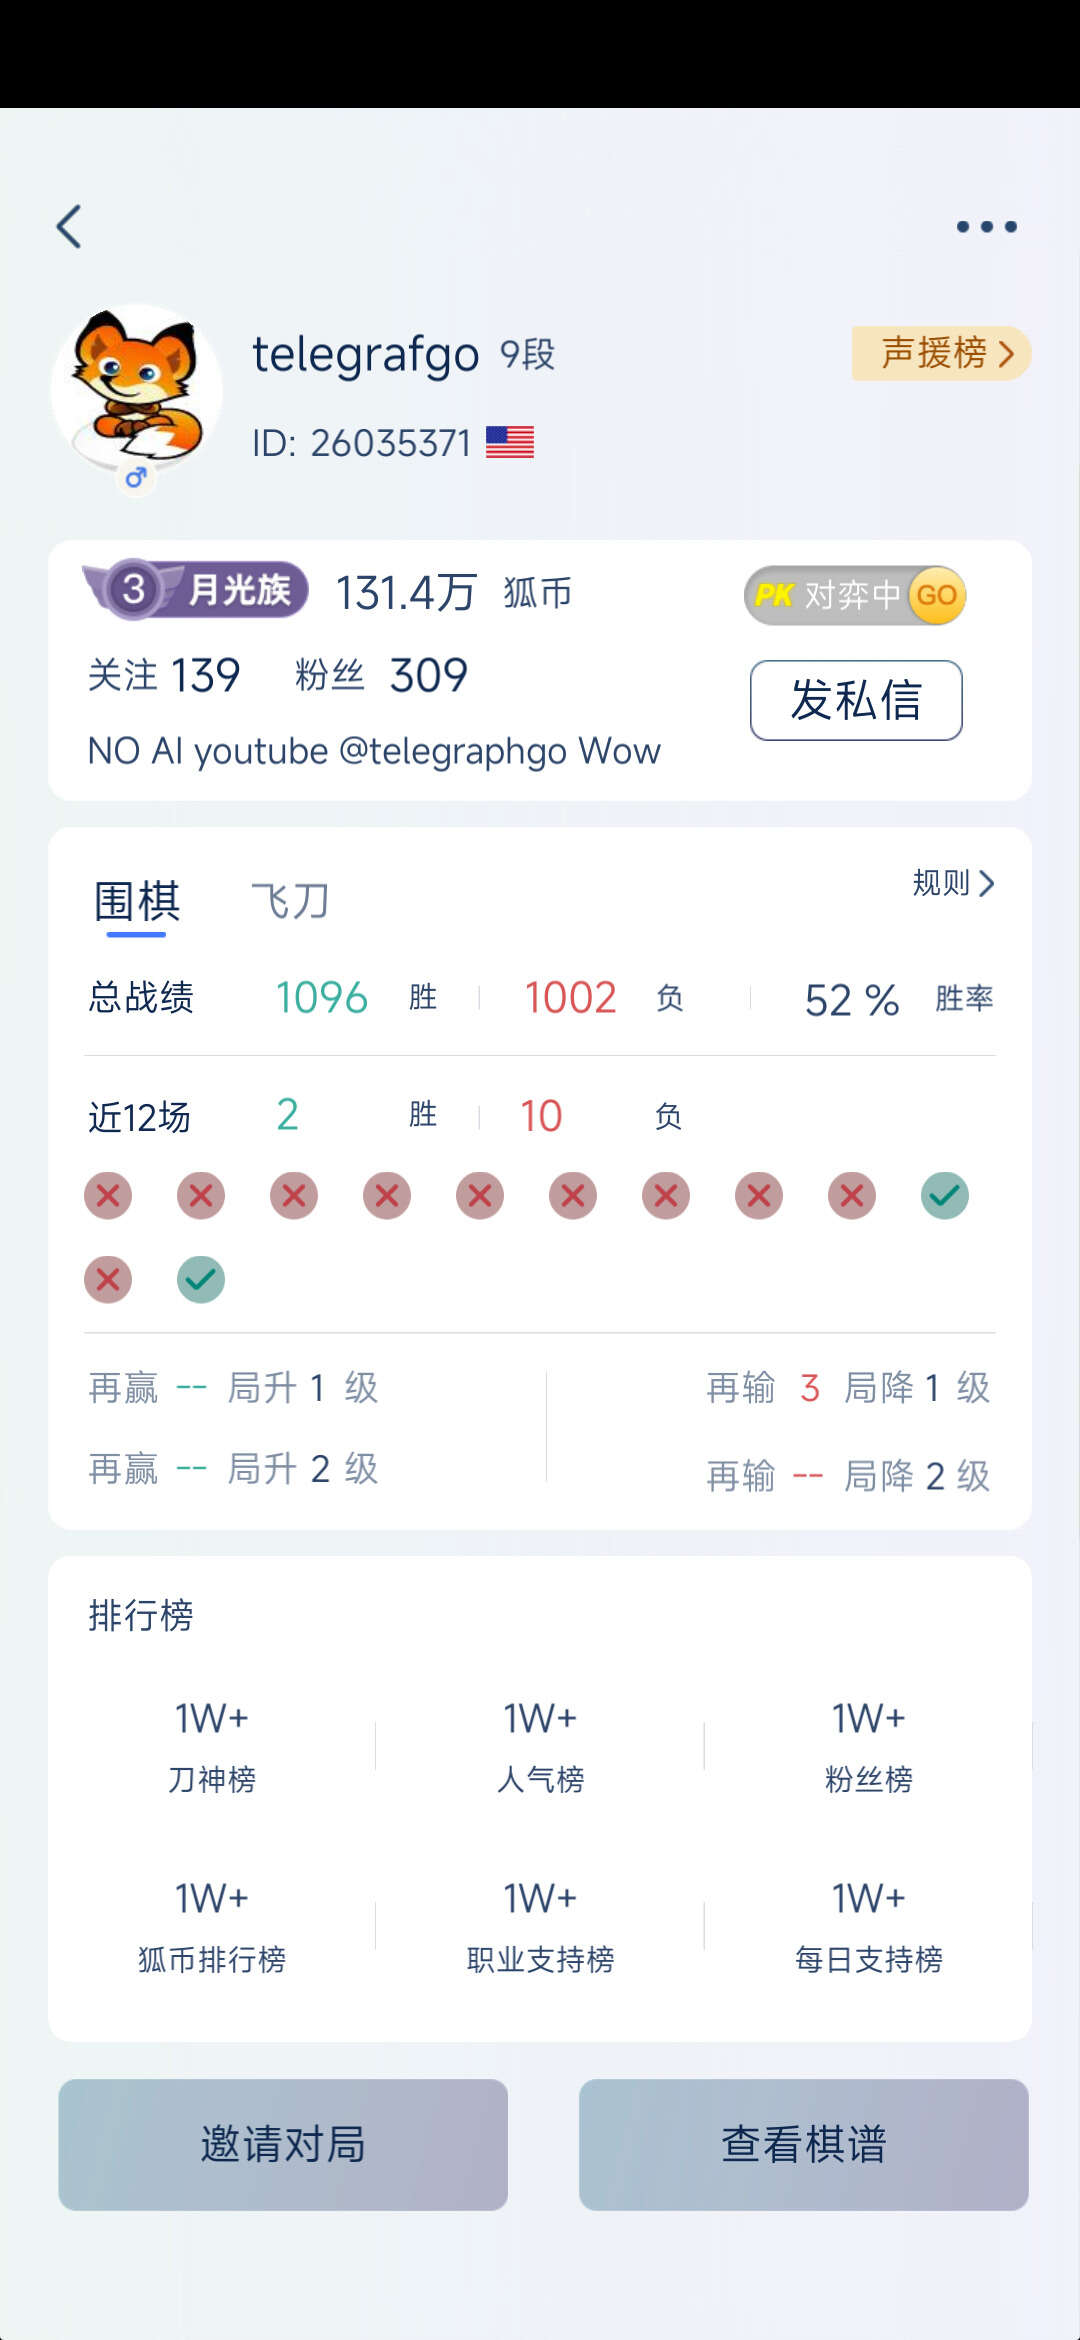 telegrafgo 9段
声援榜
ID: 26035371
3 月光族 131.4万 狐币
PK 对弈中 GO
关注 139 粉丝 309
发私信
NO AI youtube @telegraphgo Wow
围棋 飞刀 规则
总战绩 1096 胜 1002 负 52 % 胜率
近12场 2 胜 10 负
再赢 -- 局升 1 级 再输 3 局降 1 级
再赢 -- 局升 2 级 再输 -- 局降 2 级
排行榜
1W+ 1W+ 1W+
刀神榜 人气榜 粉丝榜
1W+ 1W+ 1W+
狐币排行榜 职业支持榜 每日支持榜
邀请对局 查看棋谱